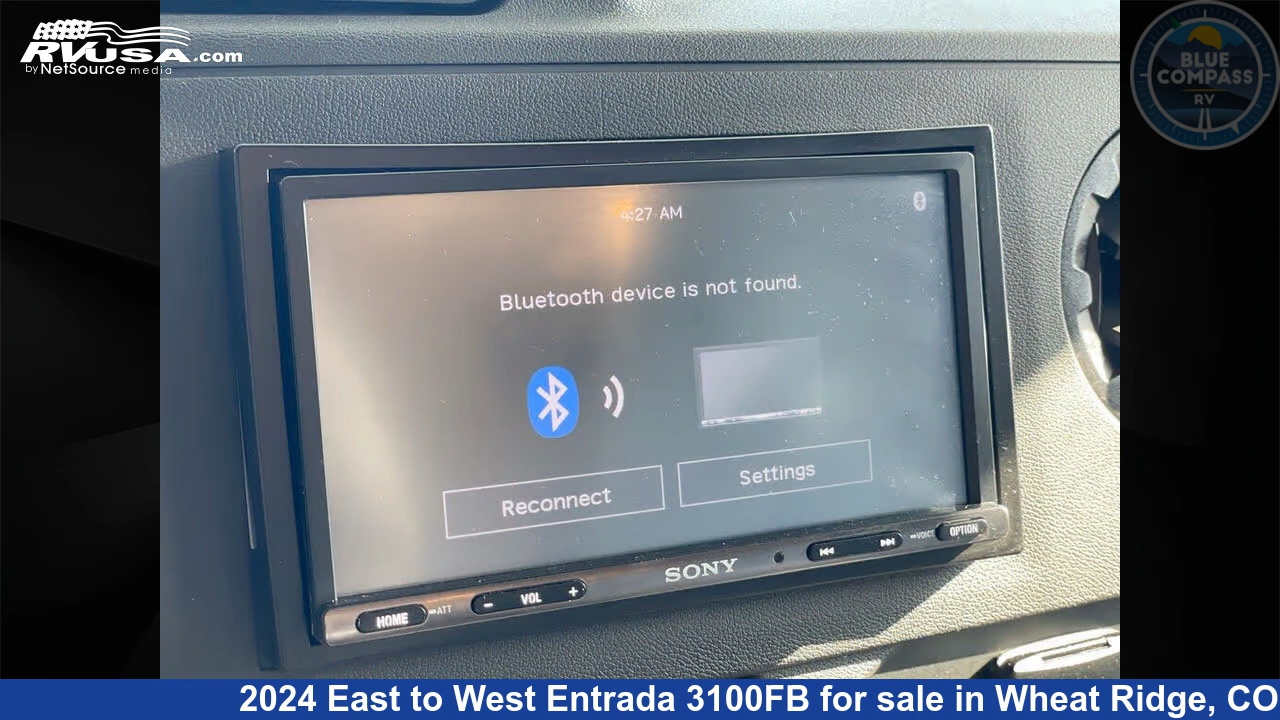 RVUSA.com
by NetSource media
BLUE
COMPASS
RV
4:27 AM
Bluetooth device is not found.
Reconnect
Settings
HOME
ATT
- VOL +
SONY
VOICE
OPTION
2024 East to West Entrada 3100FB for sale in Wheat Ridge, CO